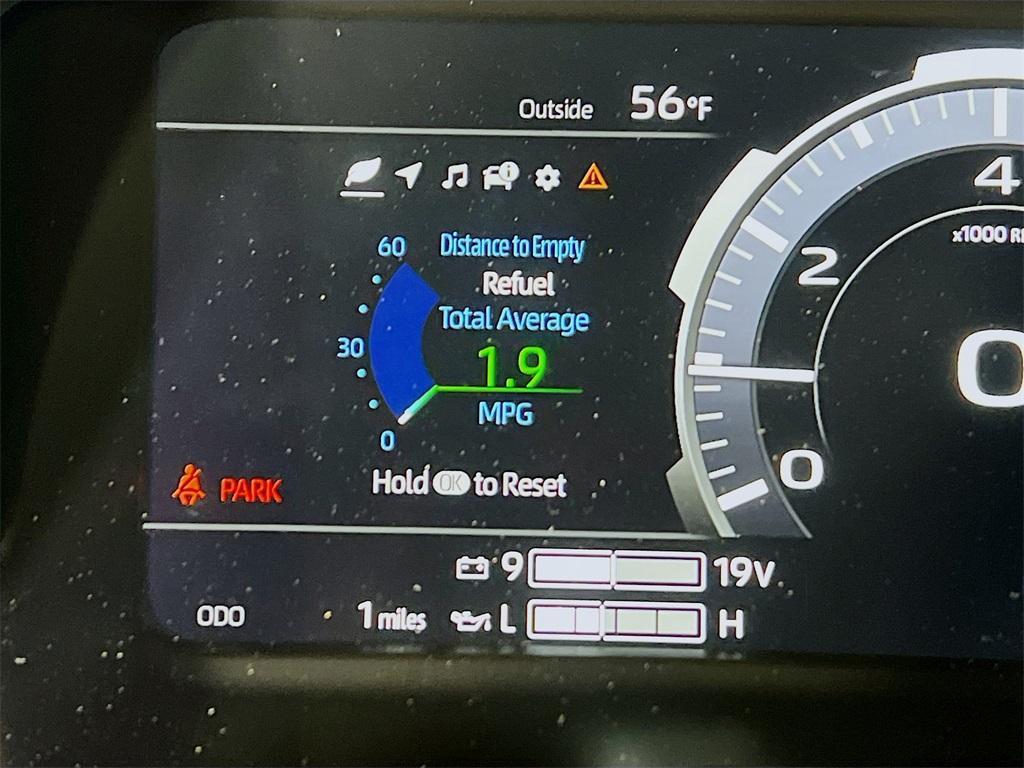 Outside 56°F
4
x1000 R
60 Distance to Empty
Refuel
2
Total Average
30
1.9
0
MPG
0
0
Hold OK to Reset
PARK
9 19V
ODO 1 miles L H